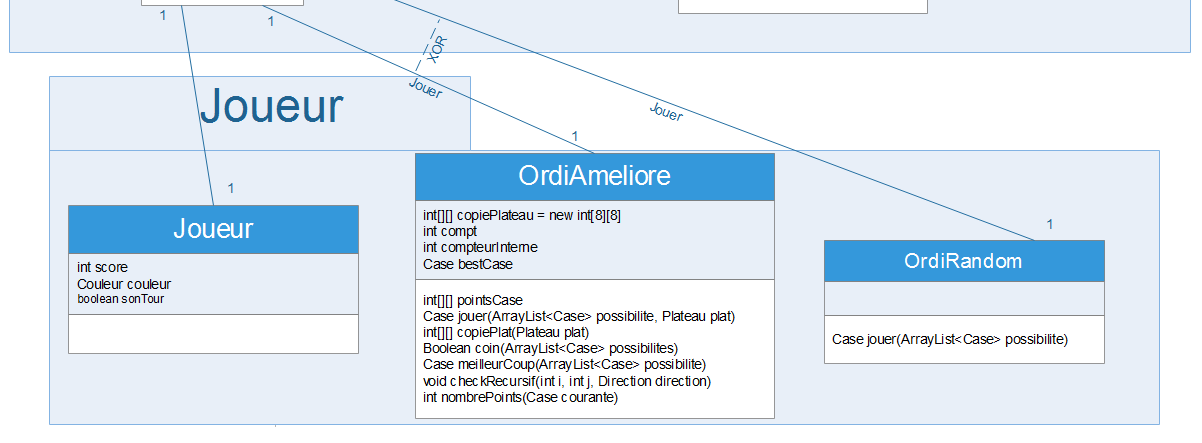 1
1
XOR
Jouer
Jouer
Joueur
1
1
1
OrdiAmeliore
int[][] copiePlateau = new int[8][8]
int compt
int compteurInterne
Case bestCase
int[][] pointsCase
Case jouer(ArrayList<Case> possibilite, Plateau plat)
int[][] copiePlat(Plateau plat)
Boolean coin(ArrayList<Case> possibilites)
Case meilleurCoup(ArrayList<Case> possibilite)
void checkRecursif(int i, int j, Direction direction)
int nombrePoints(Case courante)
Joueur
int score
Couleur couleur
boolean sonTour
OrdiRandom
Case jouer(ArrayList<Case> possibilite)